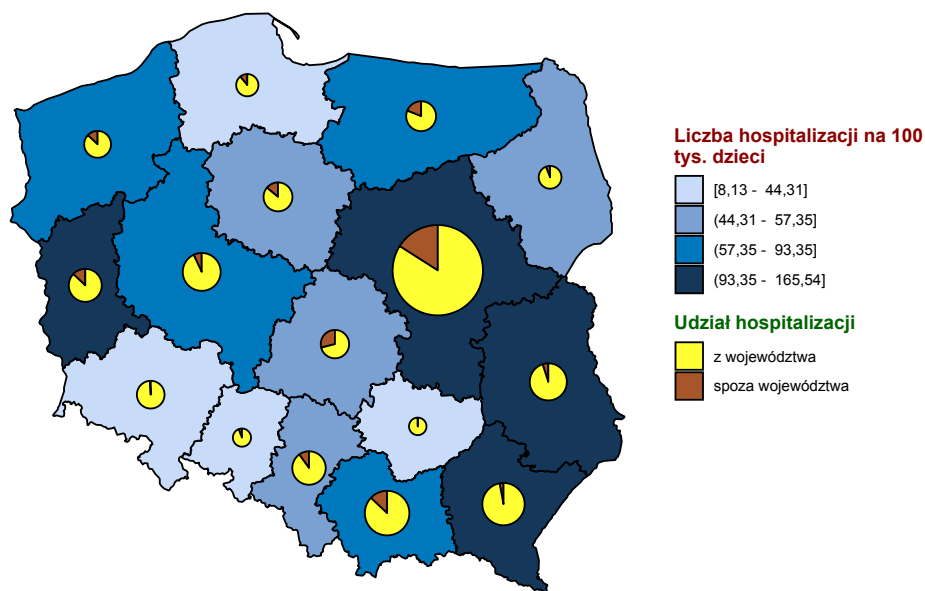 Liczba hospitalizacji na 100
tys. dzieci
[8,13 - 44,31]
(44,31 - 57,35]
(57,35 - 93,35]
(93,35 - 165,54]
Udział hospitalizacji
z województwa
spoza województwa